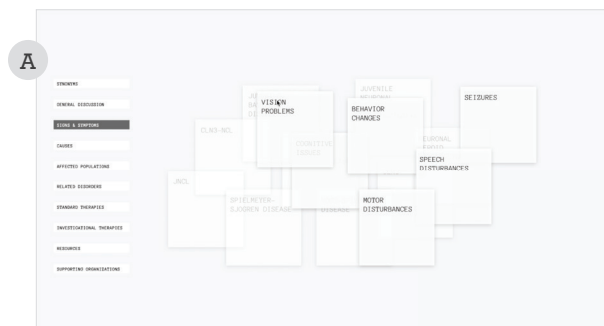 A
SYNONYMS
GENERAL DISCUSSION
SIGNS & SYMPTOMS
CAUSES
AFFECTED POPULATIONS
RELATED DISORDERS
STANDARD THERAPIES
INVESTIGATIONAL THERAPIES
RESOURCES
SUPPORTING ORGANIZATIONS
VISION
PROBLEMS
BEHAVIOR
CHANGES
SEIZURES
JUVENILE
CLN3-NCL
SPEECH
DISTURBANCES
JNCL
SPIELMEYER-
SJOGREN DISEASE
DISEASE
MOTOR
DISTURBANCES